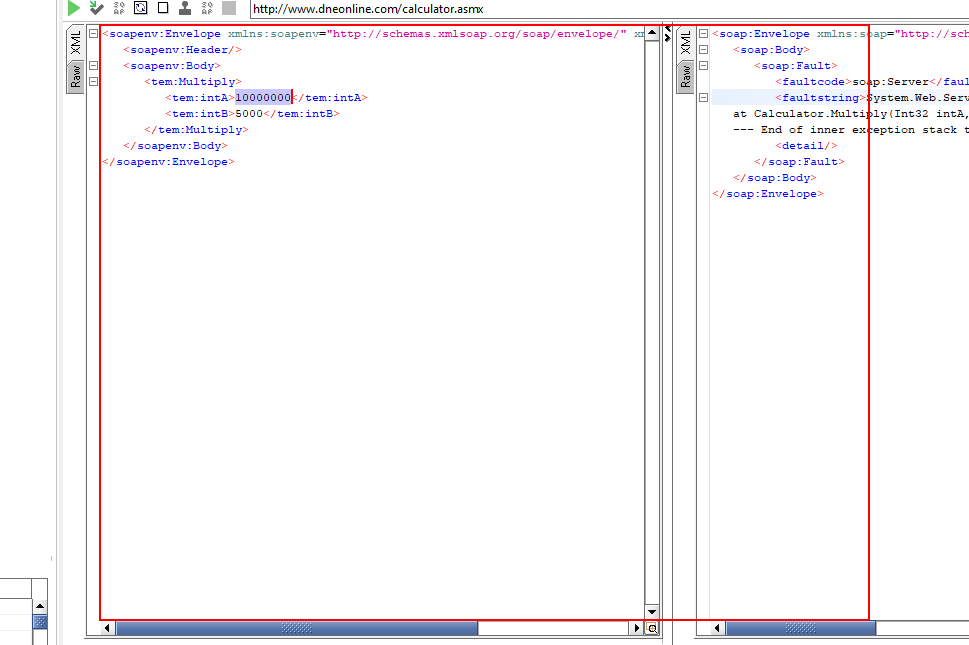 http://www.dneonline.com/calculator.asmx
XML
Raw
<soapenv:Envelope xmlns:soapenv="http://schemas.xmlsoap.org/soap/envelope/" xm
<soapenv:Header/>
<soapenv:Body>
<tem:Multiply>
<tem:intA>10000000</tem:intA>
<tem:intB>5000</tem:intB>
</tem:Multiply>
</soapenv:Body>
</soapenv:Envelope>
XML
Raw
<soap:Envelope xmlns:soap="http://sch
<soap:Body>
<soap:Fault>
<faultcode>soap:Server</faul
<faultstring>System.Web.Serv
at Calculator.Multiply(Int32 intA,
--- End of inner exception stack t
<detail/>
</soap:Fault>
</soap:Body>
</soap:Envelope>